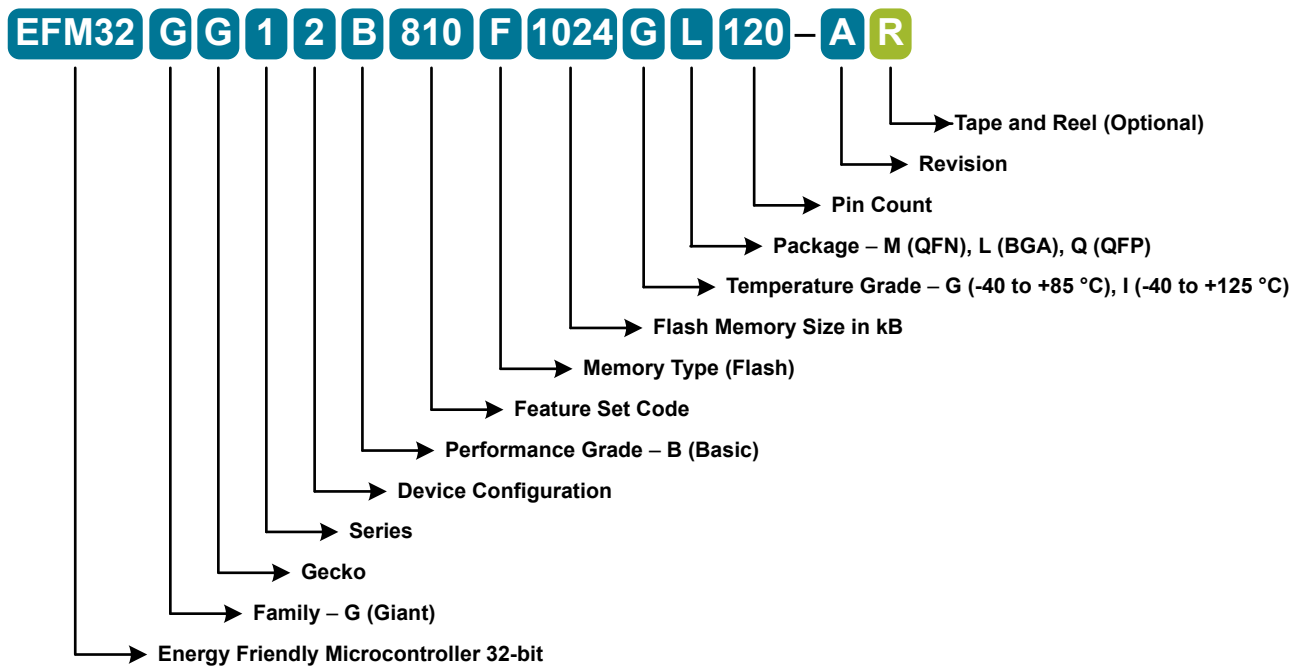 EFM32 G G 1 2 B 810 F 1024 G L 120 – A R
Tape and Reel (Optional)
Revision
Pin Count
Package – M (QFN), L (BGA), Q (QFP)
Temperature Grade – G (-40 to +85 °C), I (-40 to +125 °C)
Flash Memory Size in kB
Memory Type (Flash)
Feature Set Code
Performance Grade – B (Basic)
Device Configuration
Series
Gecko
Family – G (Giant)
Energy Friendly Microcontroller 32-bit